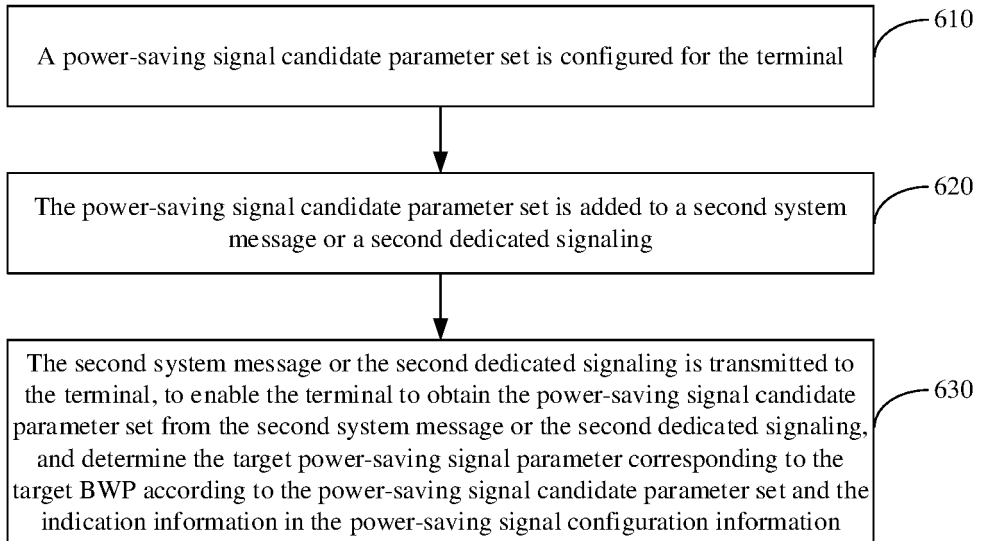 A power-saving signal candidate parameter set is configured for the terminal
610
The power-saving signal candidate parameter set is added to a second system
message or a second dedicated signaling
620
The second system message or the second dedicated signaling is transmitted to
the terminal, to enable the terminal to obtain the power-saving signal candidate
parameter set from the second system message or the second dedicated signaling,
and determine the target power-saving signal parameter corresponding to the
target BWP according to the power-saving signal candidate parameter set and the
indication information in the power-saving signal configuration information
630